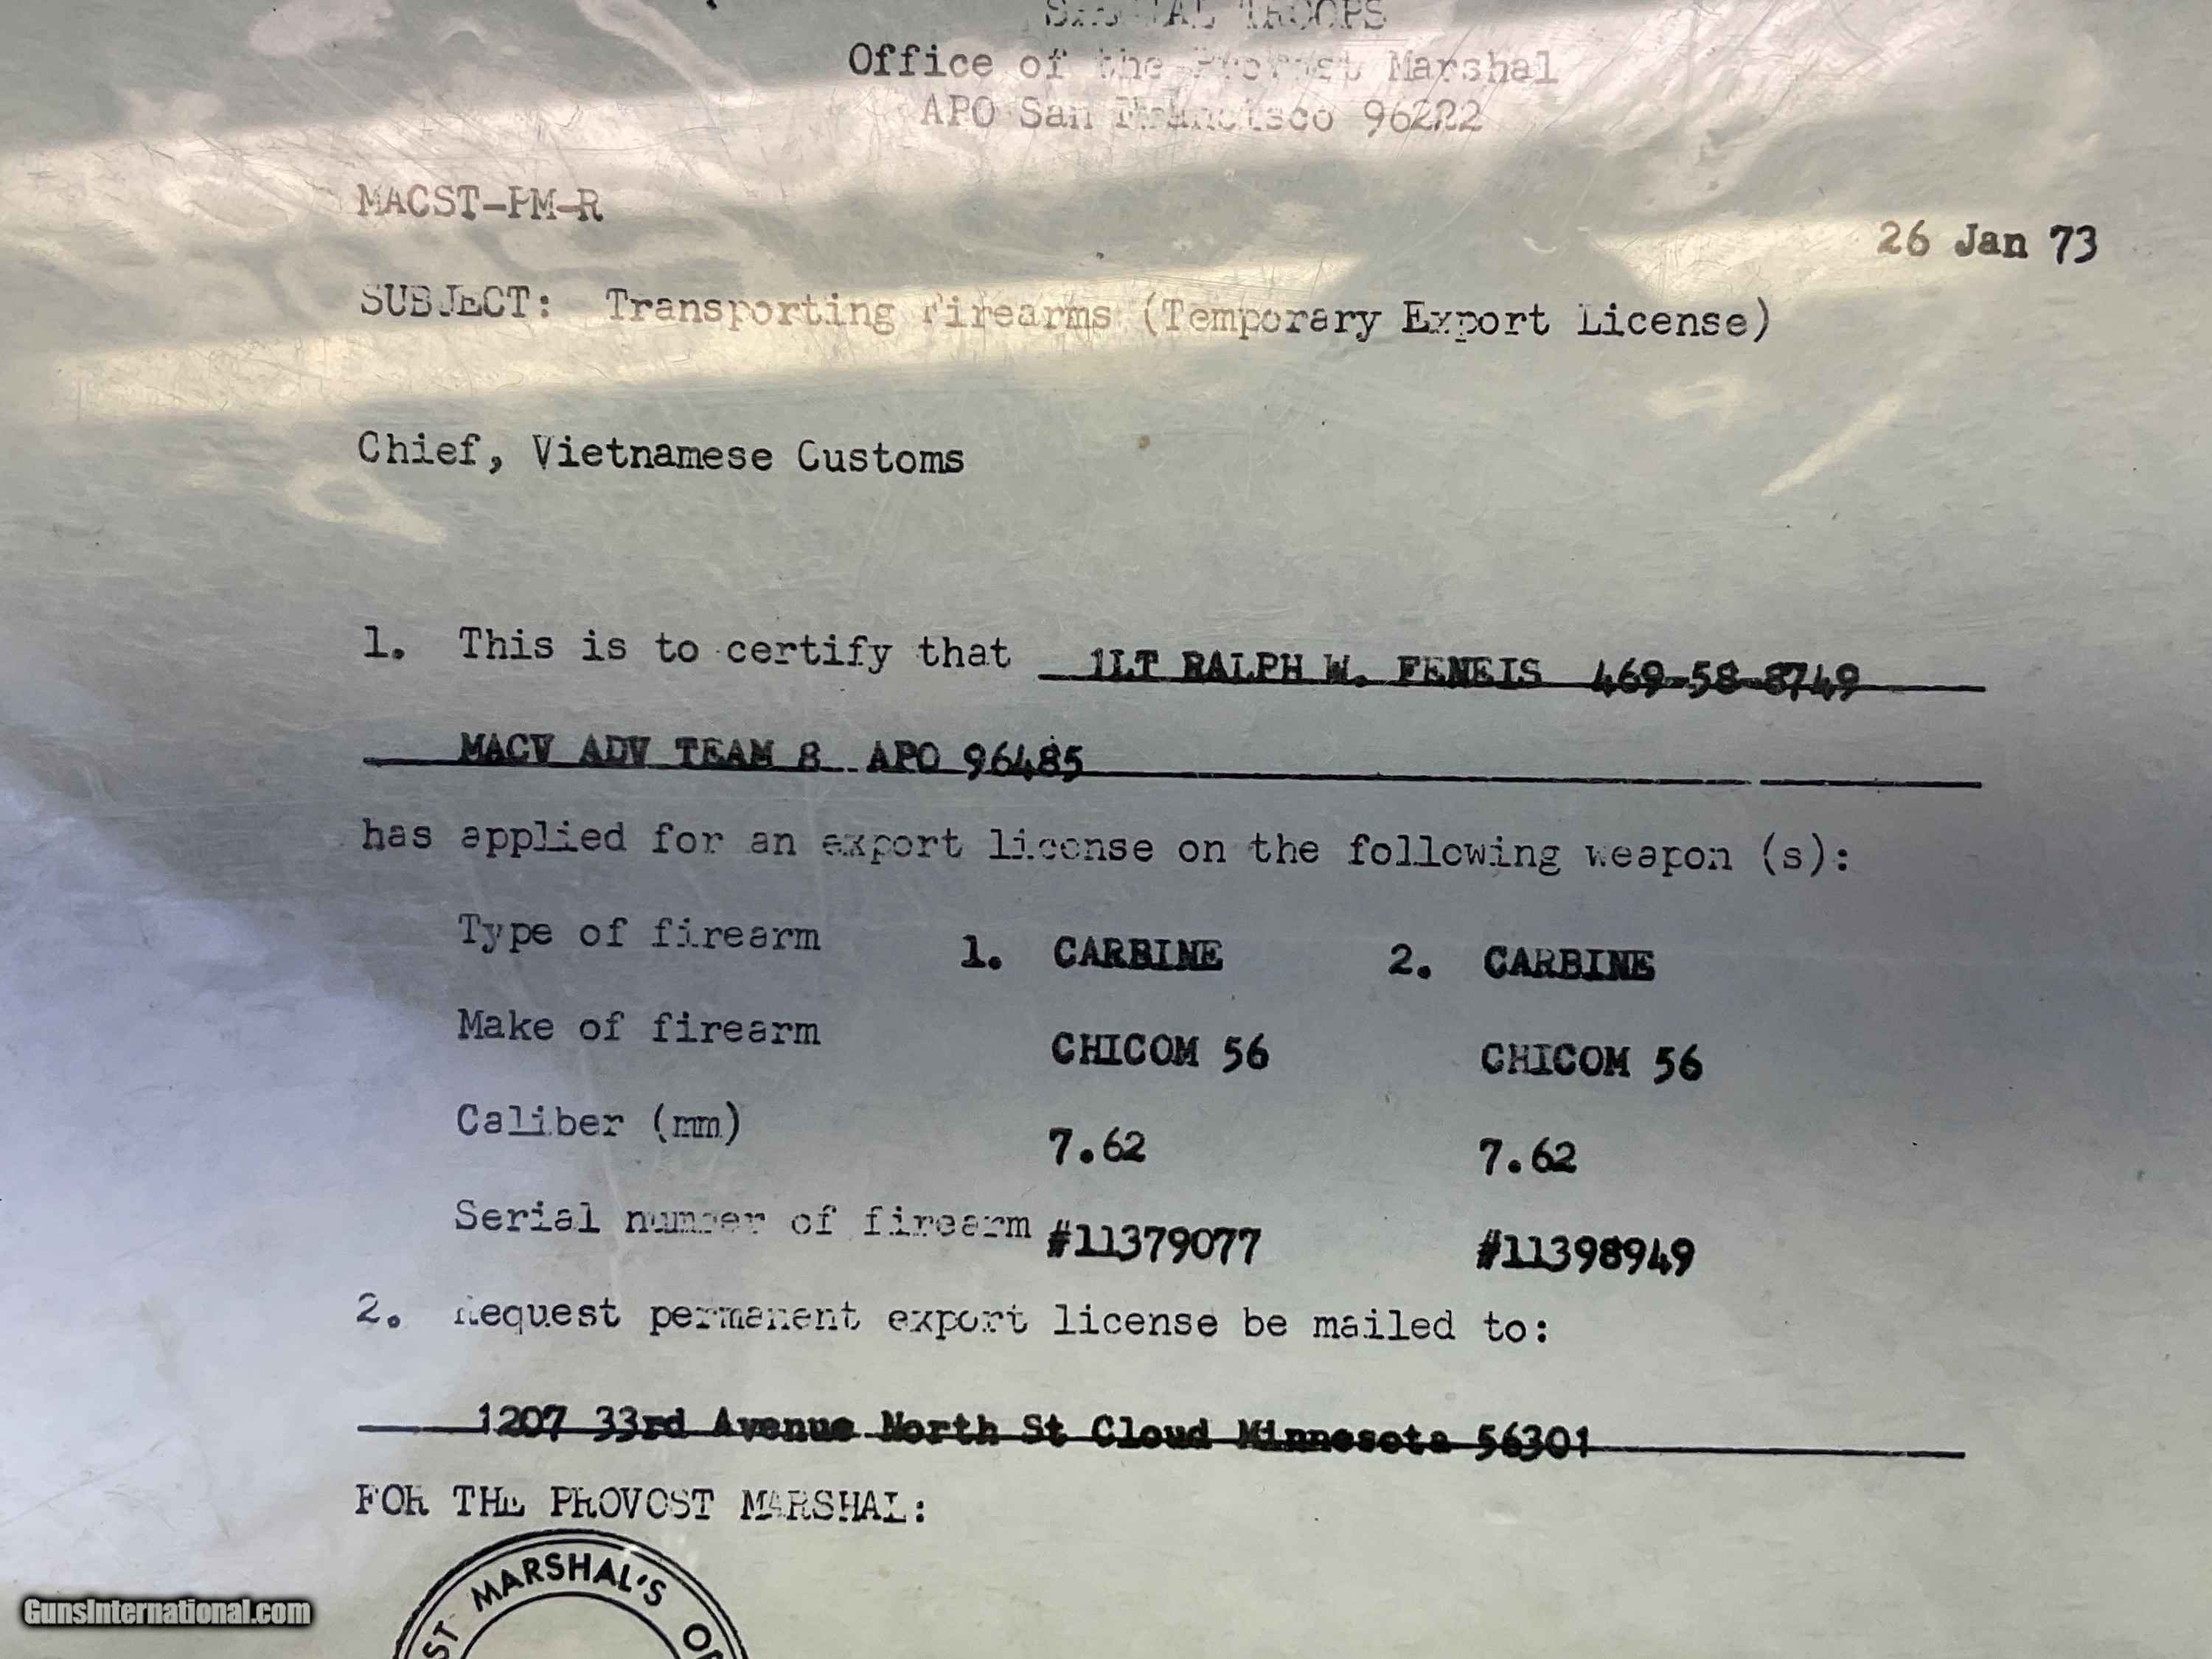 SPECIAL TROOPS
Office of the Provost Marshal
APO San Francisco 96222
MACST-PM-R
26 Jan 73
SUBJECT: Transporting Firearms (Temporary Export License)
Chief, Vietnamese Customs
1. This is to certify that 1LT RALPH W. FENEIS 469-58-8749
MACV ADV TEAM 8 APO 96485
has applied for an export license on the following weapon (s):
Type of firearm 1. CARBINE 2. CARBINE
Make of firearm CHICOM 56 CHICOM 56
Caliber (mm) 7.62 7.62
Serial number of firearm #11379077 #11398949
2. Request permanent export license be mailed to:
1207 33rd Avenue North St Cloud Minnesota 56301
FOR THE PROVOST MARSHAL:
MARSHAL'S
GunsInternational.com